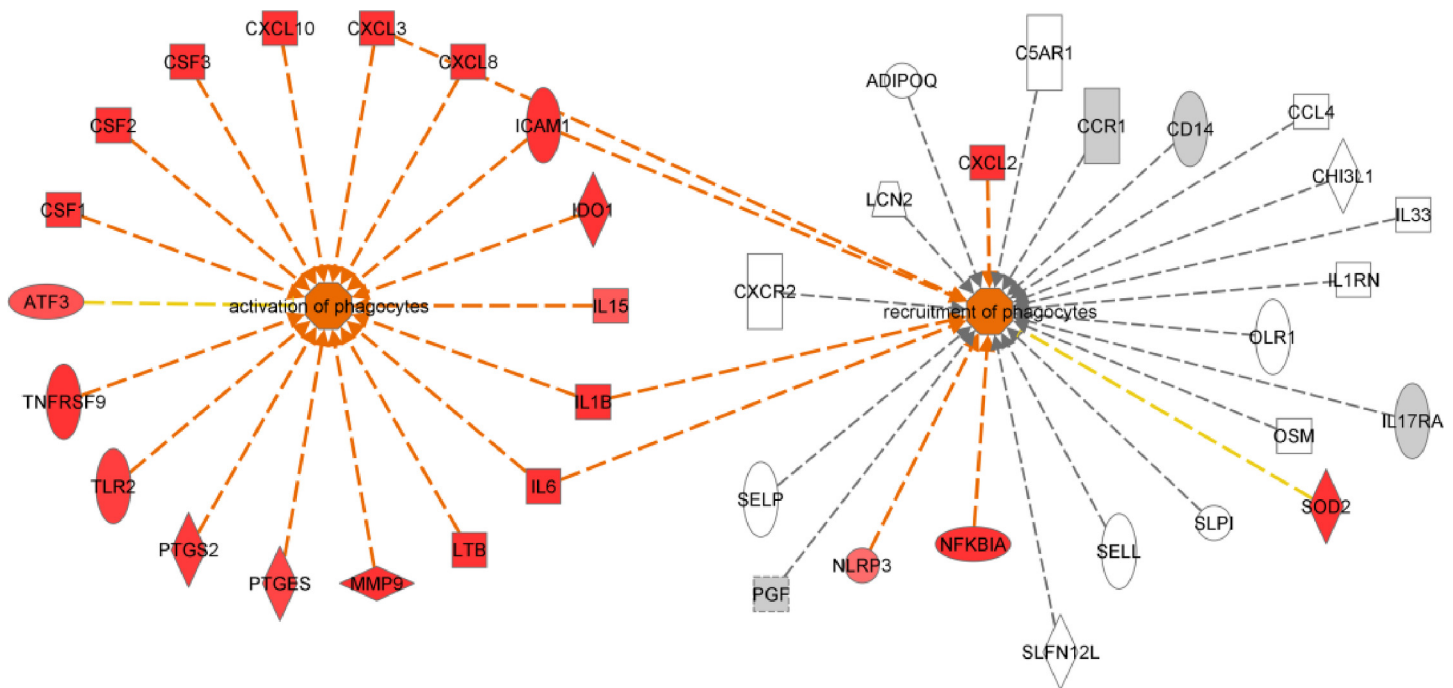 CXCL10
CXCL3
CSF3
CXCL8
C5AR1
ADIPOQ
CSF2
ICAM1
CCR1
CD14
CCL4
CXCL2
CHI3L1
LCN2
CSF1
IDO1
IL33
IL1RN
CXCR2
ATF3
activation of phagocytes
IL15
recruitment of phagocytes
OLR1
TNFRSF9
IL1B
IL17RA
OSM
TLR2
IL6
SELP
SOD2
SLPI
PTGS2
LTB
NFKBIA
SELL
PTGES
MMP9
NLRP3
PGF
SLFN12L